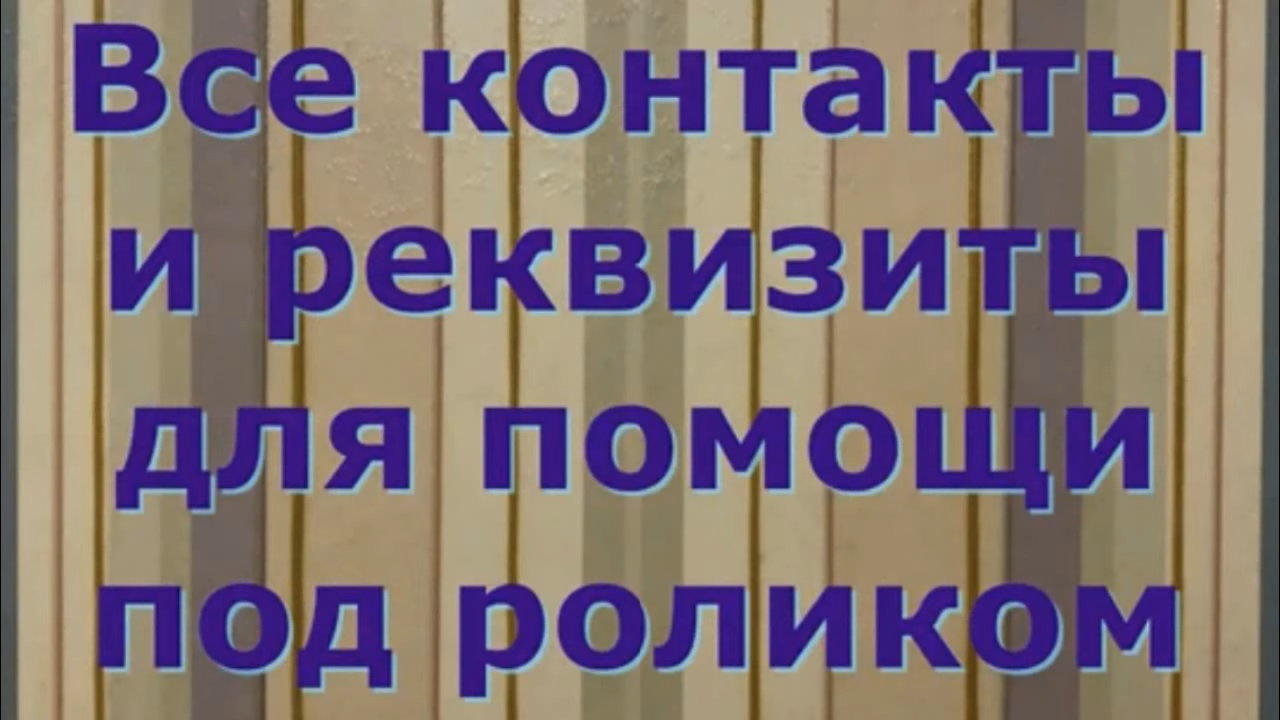 Все контакты
и реквизиты
для помощи
под роликом